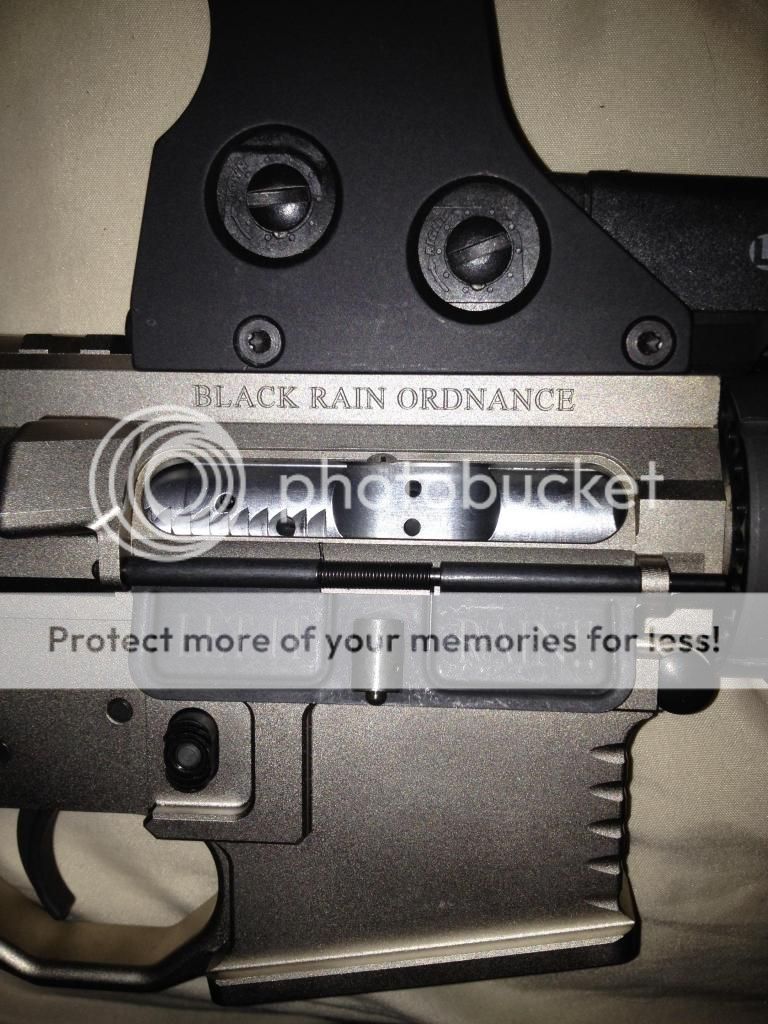 BLACK RAIN ORDNANCE
photobucket
Protect more of your memories for less!